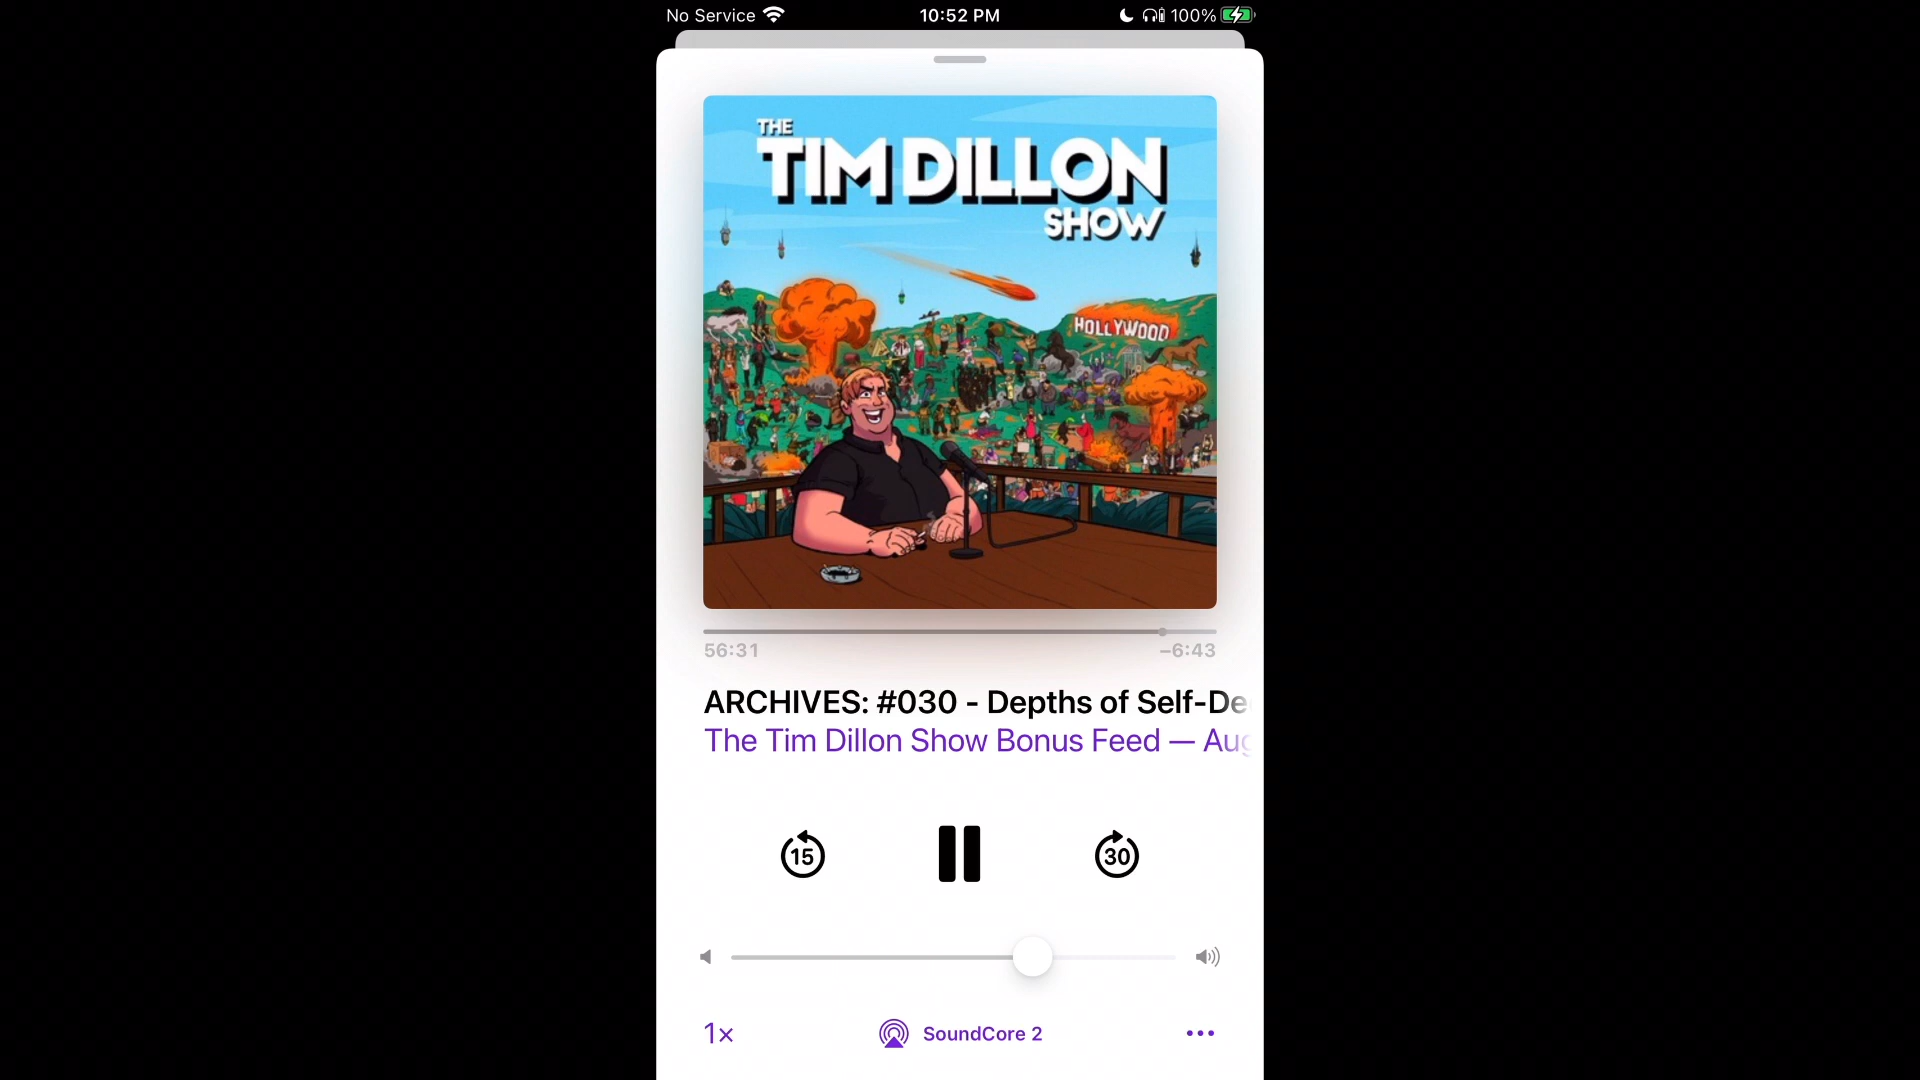 No Service
10:52 PM
100%
THE
TIM DILLON
SHOW
HOLLYWOOD
56:31
–6:43
ARCHIVES: #030 - Depths of Self-De
The Tim Dillon Show Bonus Feed — Aug
15
30
1×
SoundCore 2